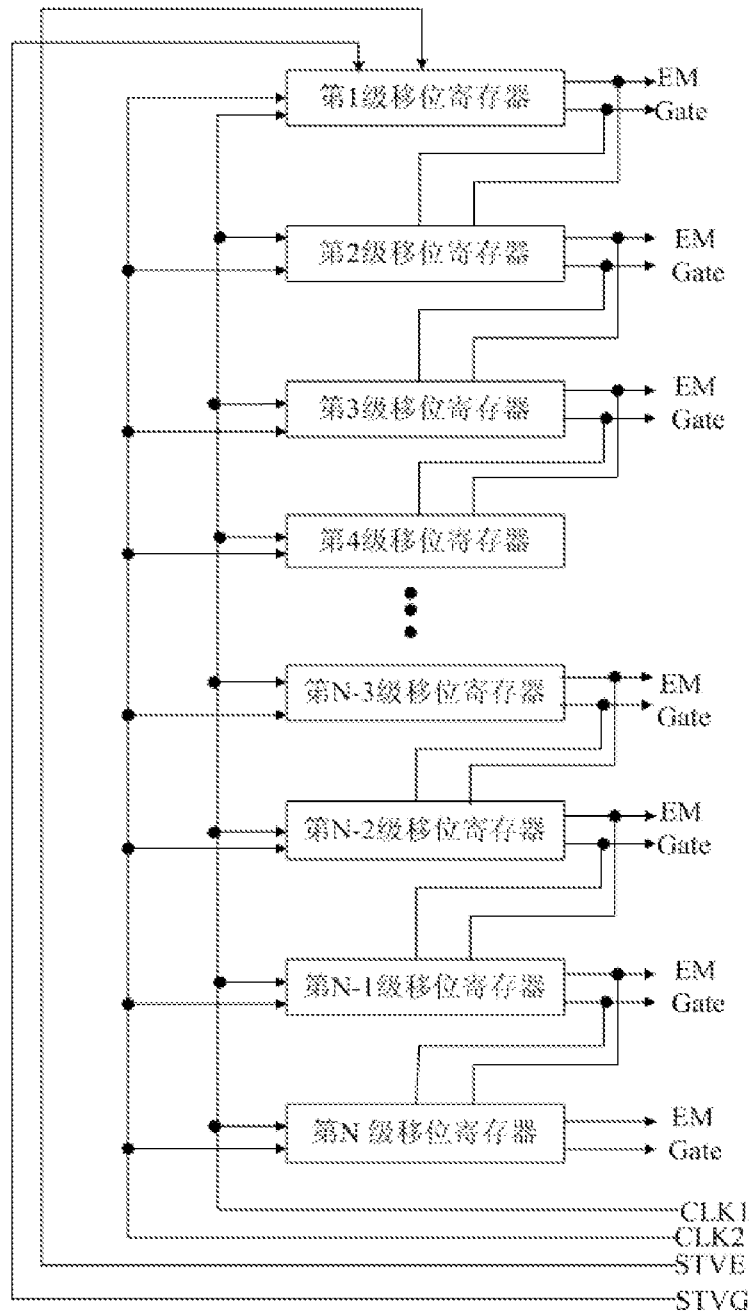 EM
第1级移位寄存器
Gate
EM
第2级移位寄存器
Gate
EM
第3级移位寄存器
Gate
第4级移位寄存器
EM
第N-3级移位寄存器
Gate
EM
第N-2级移位寄存器
Gate
EM
第N-1级移位寄存器
Gate
EM
第N 级移位寄存器
Gate
CLK1
CLK2
STVE
STVG